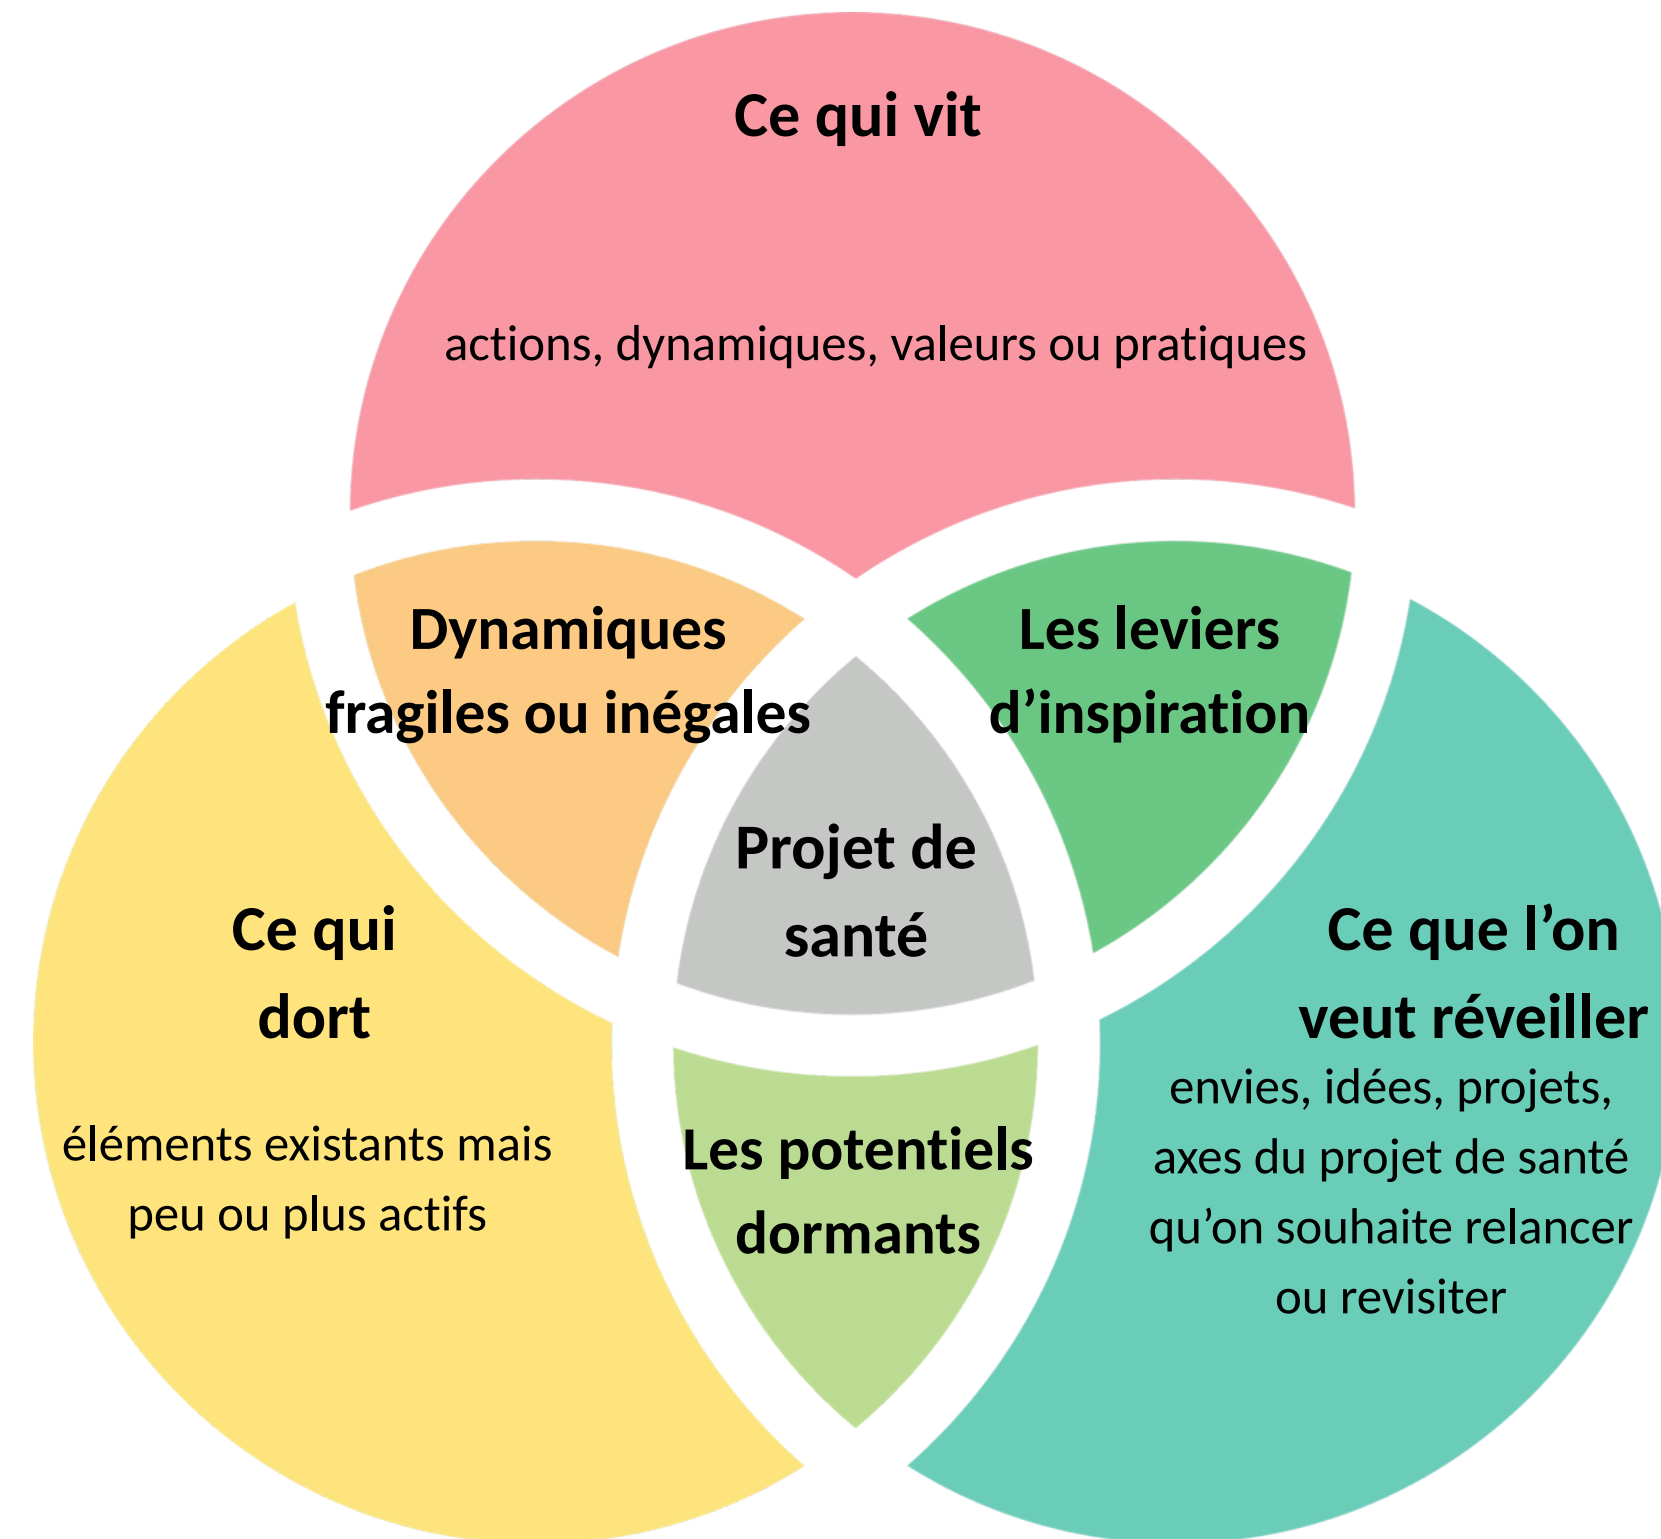 Ce qui vit
actions, dynamiques, valeurs ou pratiques
Dynamiques
fragiles ou inégales
Les leviers
d’inspiration
Projet de
santé
Ce qui
dort
éléments existants mais
peu ou plus actifs
Ce que l’on
veut réveiller
envies, idées, projets,
axes du projet de santé
qu’on souhaite relancer
ou revisiter
Les potentiels
dormants